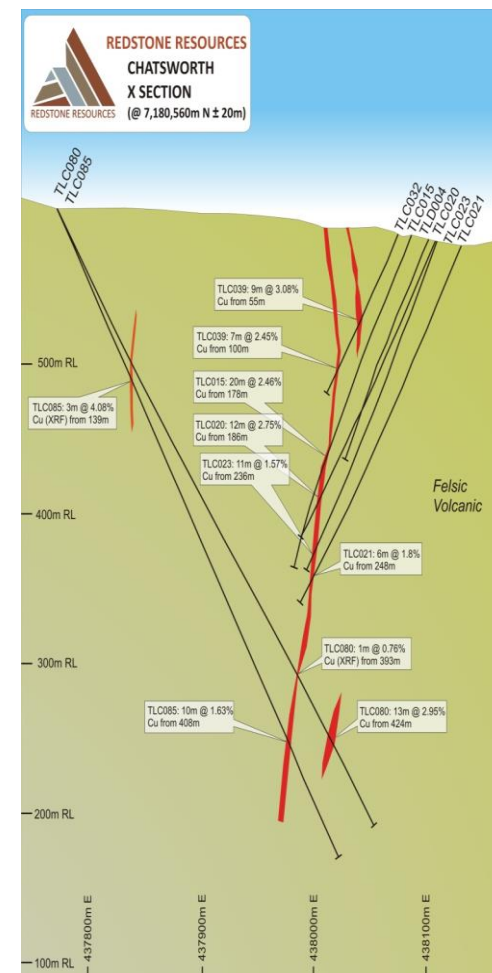 REDSTONE RESOURCES
CHATSWORTH
X SECTION
(@ 7,180,560m N ± 20m)
REDSTONE RESOURCES
TLC080
TLC085
TLC032
TLC015
TLD004
TLC020
TLC023
TLC021
TLC039: 9m @ 3.08%
Cu from 55m
TLC039: 7m @ 2.45%
Cu from 100m
500m RL
TLC015: 20m @ 2.46%
Cu from 178m
TLC085: 3m @ 4.08%
Cu (XRF) from 139m
TLC020: 12m @ 2.75%
Cu from 186m
TLC023: 11m @ 1.57%
Cu from 236m
Felsic
Volcanic
400m RL
TLC021: 6m @ 1.8%
Cu from 248m
TLC080: 1m @ 0.76%
Cu (XRF) from 393m
300m RL
TLC085: 10m @ 1.63%
Cu from 408m
TLC080: 13m @ 2.95%
Cu from 424m
200m RL
437800m E
437900m E
438000m E
438100m E
100m RL